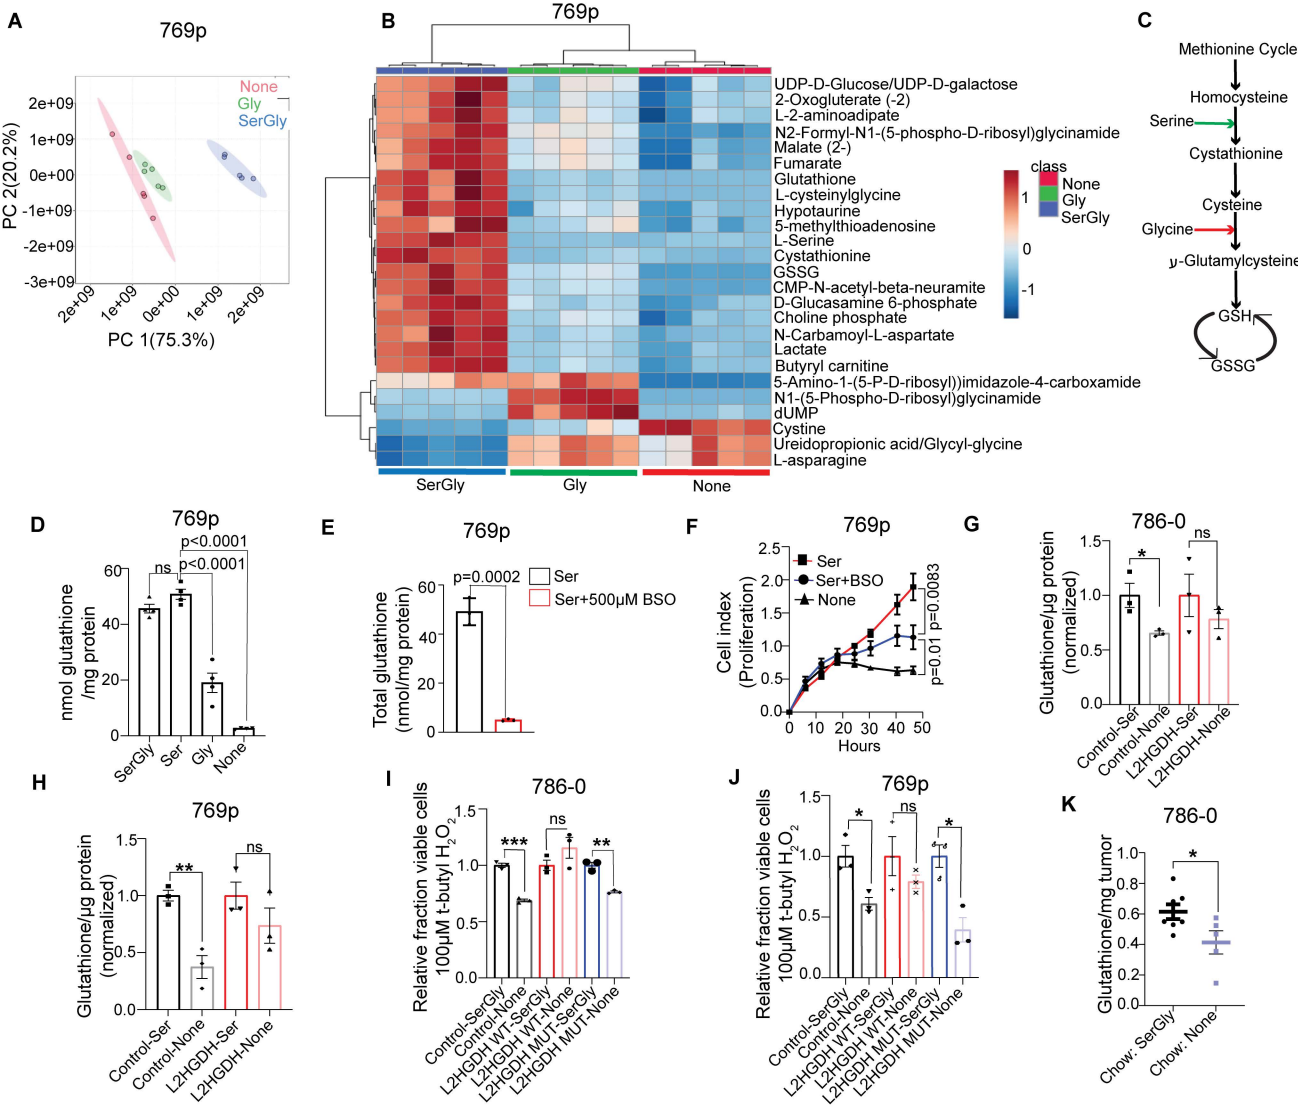 A
769p
None
Gly
SerGly
2e+09
1e+09
0e+00
-1e+09
-2e+09
-3e+09
PC 2(20.2%)
2e+09
1e+09
0e+00
1e+09
2e+09
PC 1(75.3%)
B
769p
UDP-D-Glucose/UDP-D-galactose
2-Oxogluterate (-2)
L-2-aminoadipate
N2-Formyl-N1-(5-phospho-D-ribosyl)glycinamide
Malate (2-)
Fumarate
Glutathione
L-cysteinylglycine
Hypotaurine
5-methylthioadenosine
L-Serine
Cystathionine
GSSG
CMP-N-acetyl-beta-neuramite
D-Glucasamine 6-phosphate
Choline phosphate
N-Carbamoyl-L-aspartate
Lactate
Butyryl carnitine
5-Amino-1-(5-P-D-ribosyl))imidazole-4-carboxamide
N1-(5-Phospho-D-ribosyl)glycinamide
dUMP
Cystine
Ureidopropionic acid/Glycyl-glycine
L-asparagine
SerGly
Gly
None
class
None
Gly
SerGly
1
0
-1
C
Methionine Cycle
Homocysteine
Serine
Cystathionine
Cysteine
Glycine
γ-Glutamylcysteine
GSH
GSSG
D
769p
p<0.0001
ns
p<0.0001
60
40
20
0
nmol glutathione
/mg protein
SerGly
Ser
Gly
None
E
769p
p=0.0002
Ser
Ser+500µM BSO
60
40
20
0
Total glutathione
(nmol/mg protein)
F
769p
Ser
Ser+BSO
None
2.5
2.0
1.5
1.0
0.5
0.0
Cell index
(Proliferation)
0
10
20
30
40
50
Hours
p=0.01 p=0.0083
G
786-0
ns
*
1.5
1.0
0.5
0.0
Glutathione/µg protein
(normalized)
Control-Ser
Control-None
L2HGDH-Ser
L2HGDH-None
H
769p
ns
**
1.5
1.0
0.5
0.0
Glutathione/µg protein
(normalized)
Control-Ser
Control-None
L2HGDH-Ser
L2HGDH-None
I
786-0
***
ns
**
1.5
1.0
0.5
0.0
Relative fraction viable cells
100µM t-butyl H2O2
Control-SerGly
Control-None
L2HGDH WT-SerGly
L2HGDH WT-None
L2HGDH MUT-SerGly
L2HGDH MUT-None
J
769p
*
ns
*
1.5
1.0
0.5
0.0
Relative fraction viable cells
100µM t-butyl H2O2
Control-SerGly
Control-None
L2HGDH WT-SerGly
L2HGDH WT-None
L2HGDH MUT-SerGly
L2HGDH MUT-None
K
786-0
*
1.0
0.6
0.4
0.2
0.0
Glutathione/mg tumor
Chow: SerGly
Chow: None